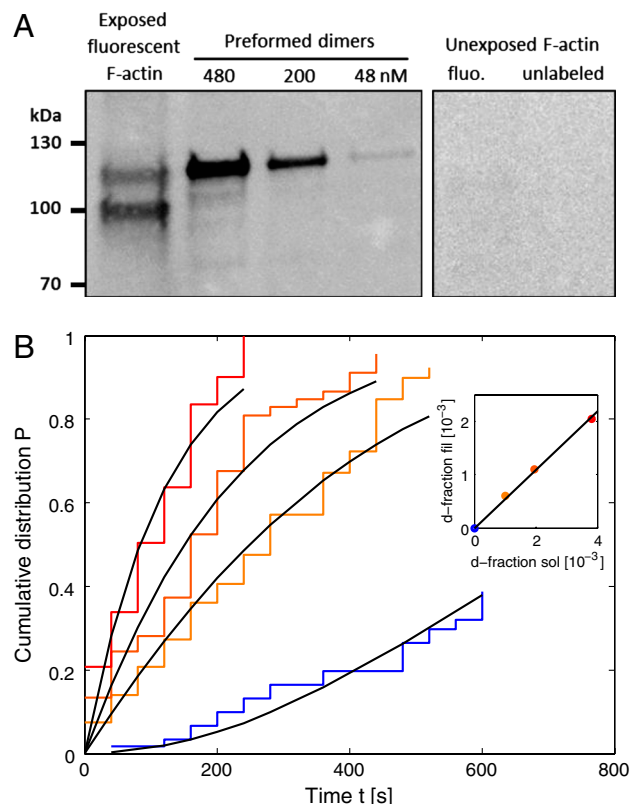 A
Exposed
fluorescent
F-actin
Preformed dimers
480 200 48 nM
Unexposed F-actin
fluo. unlabeled
kDa
130
100
70
B
1
0.8
0.6
0.4
0.2
0
Cumulative distribution P
0 200 400 600 800
Time t [s]
d-fraction fil [10⁻³]
2
1
0
0 2 4
d-fraction sol [10⁻³]